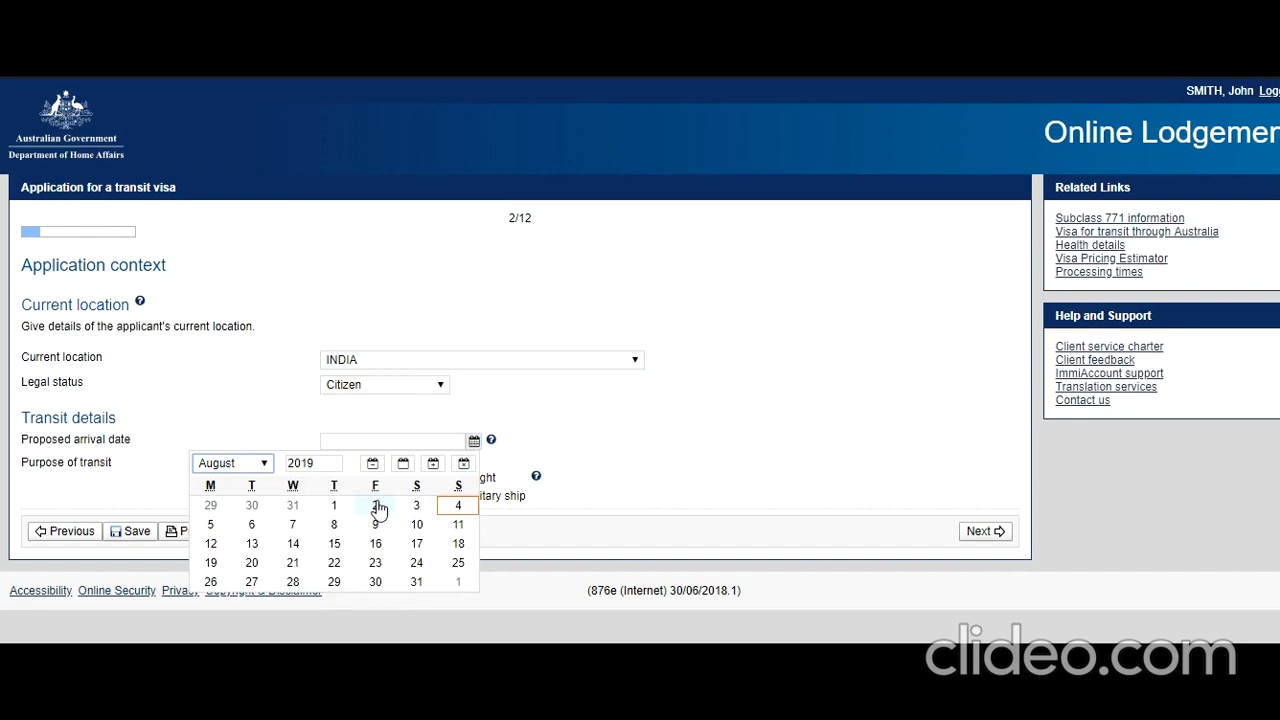 SMITH, John
Australian Government
Department of Home Affairs
Online
Application for a transit visa
2/12
Application context
Current location
Give details of the applicant's current location.
Current location INDIA
Legal status Citizen
Transit details
Proposed arrival date
Purpose of transit
August 2019
M T W T F S S
29 30 31 1 2 3 4
5 6 7 8 9 10 11
12 13 14 15 16 17 18
19 20 21 22 23 24 25
26 27 28 29 30 31 1
Previous Save
Next
Related Links
Subclass 771 information
Visa for transit through Australia
Health details
Visa Pricing Estimator
Processing times
Help and Support
Client service charter
Client feedback
ImmiAccount support
Translation services
Contact us
ship
Accessibility Online Security Privacy Copyright & Disclaimer
(876e (Internet) 30/06/2018.1)
clideo.com